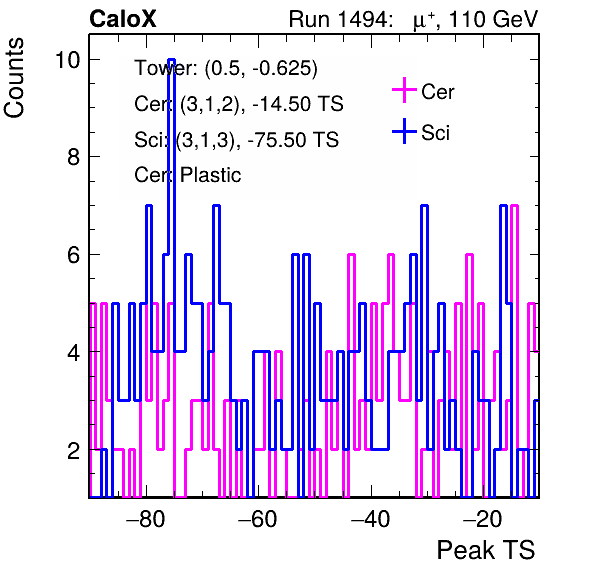 CaloX Run 1494: μ⁺, 110 GeV
Counts
10
8
6
4
2
Tower: (0.5, -0.625)
Cer: (3,1,2), -14.50 TS
Sci: (3,1,3), -75.50 TS
Cer: Plastic
Cer
Sci
−80 −60 −40 −20
Peak TS